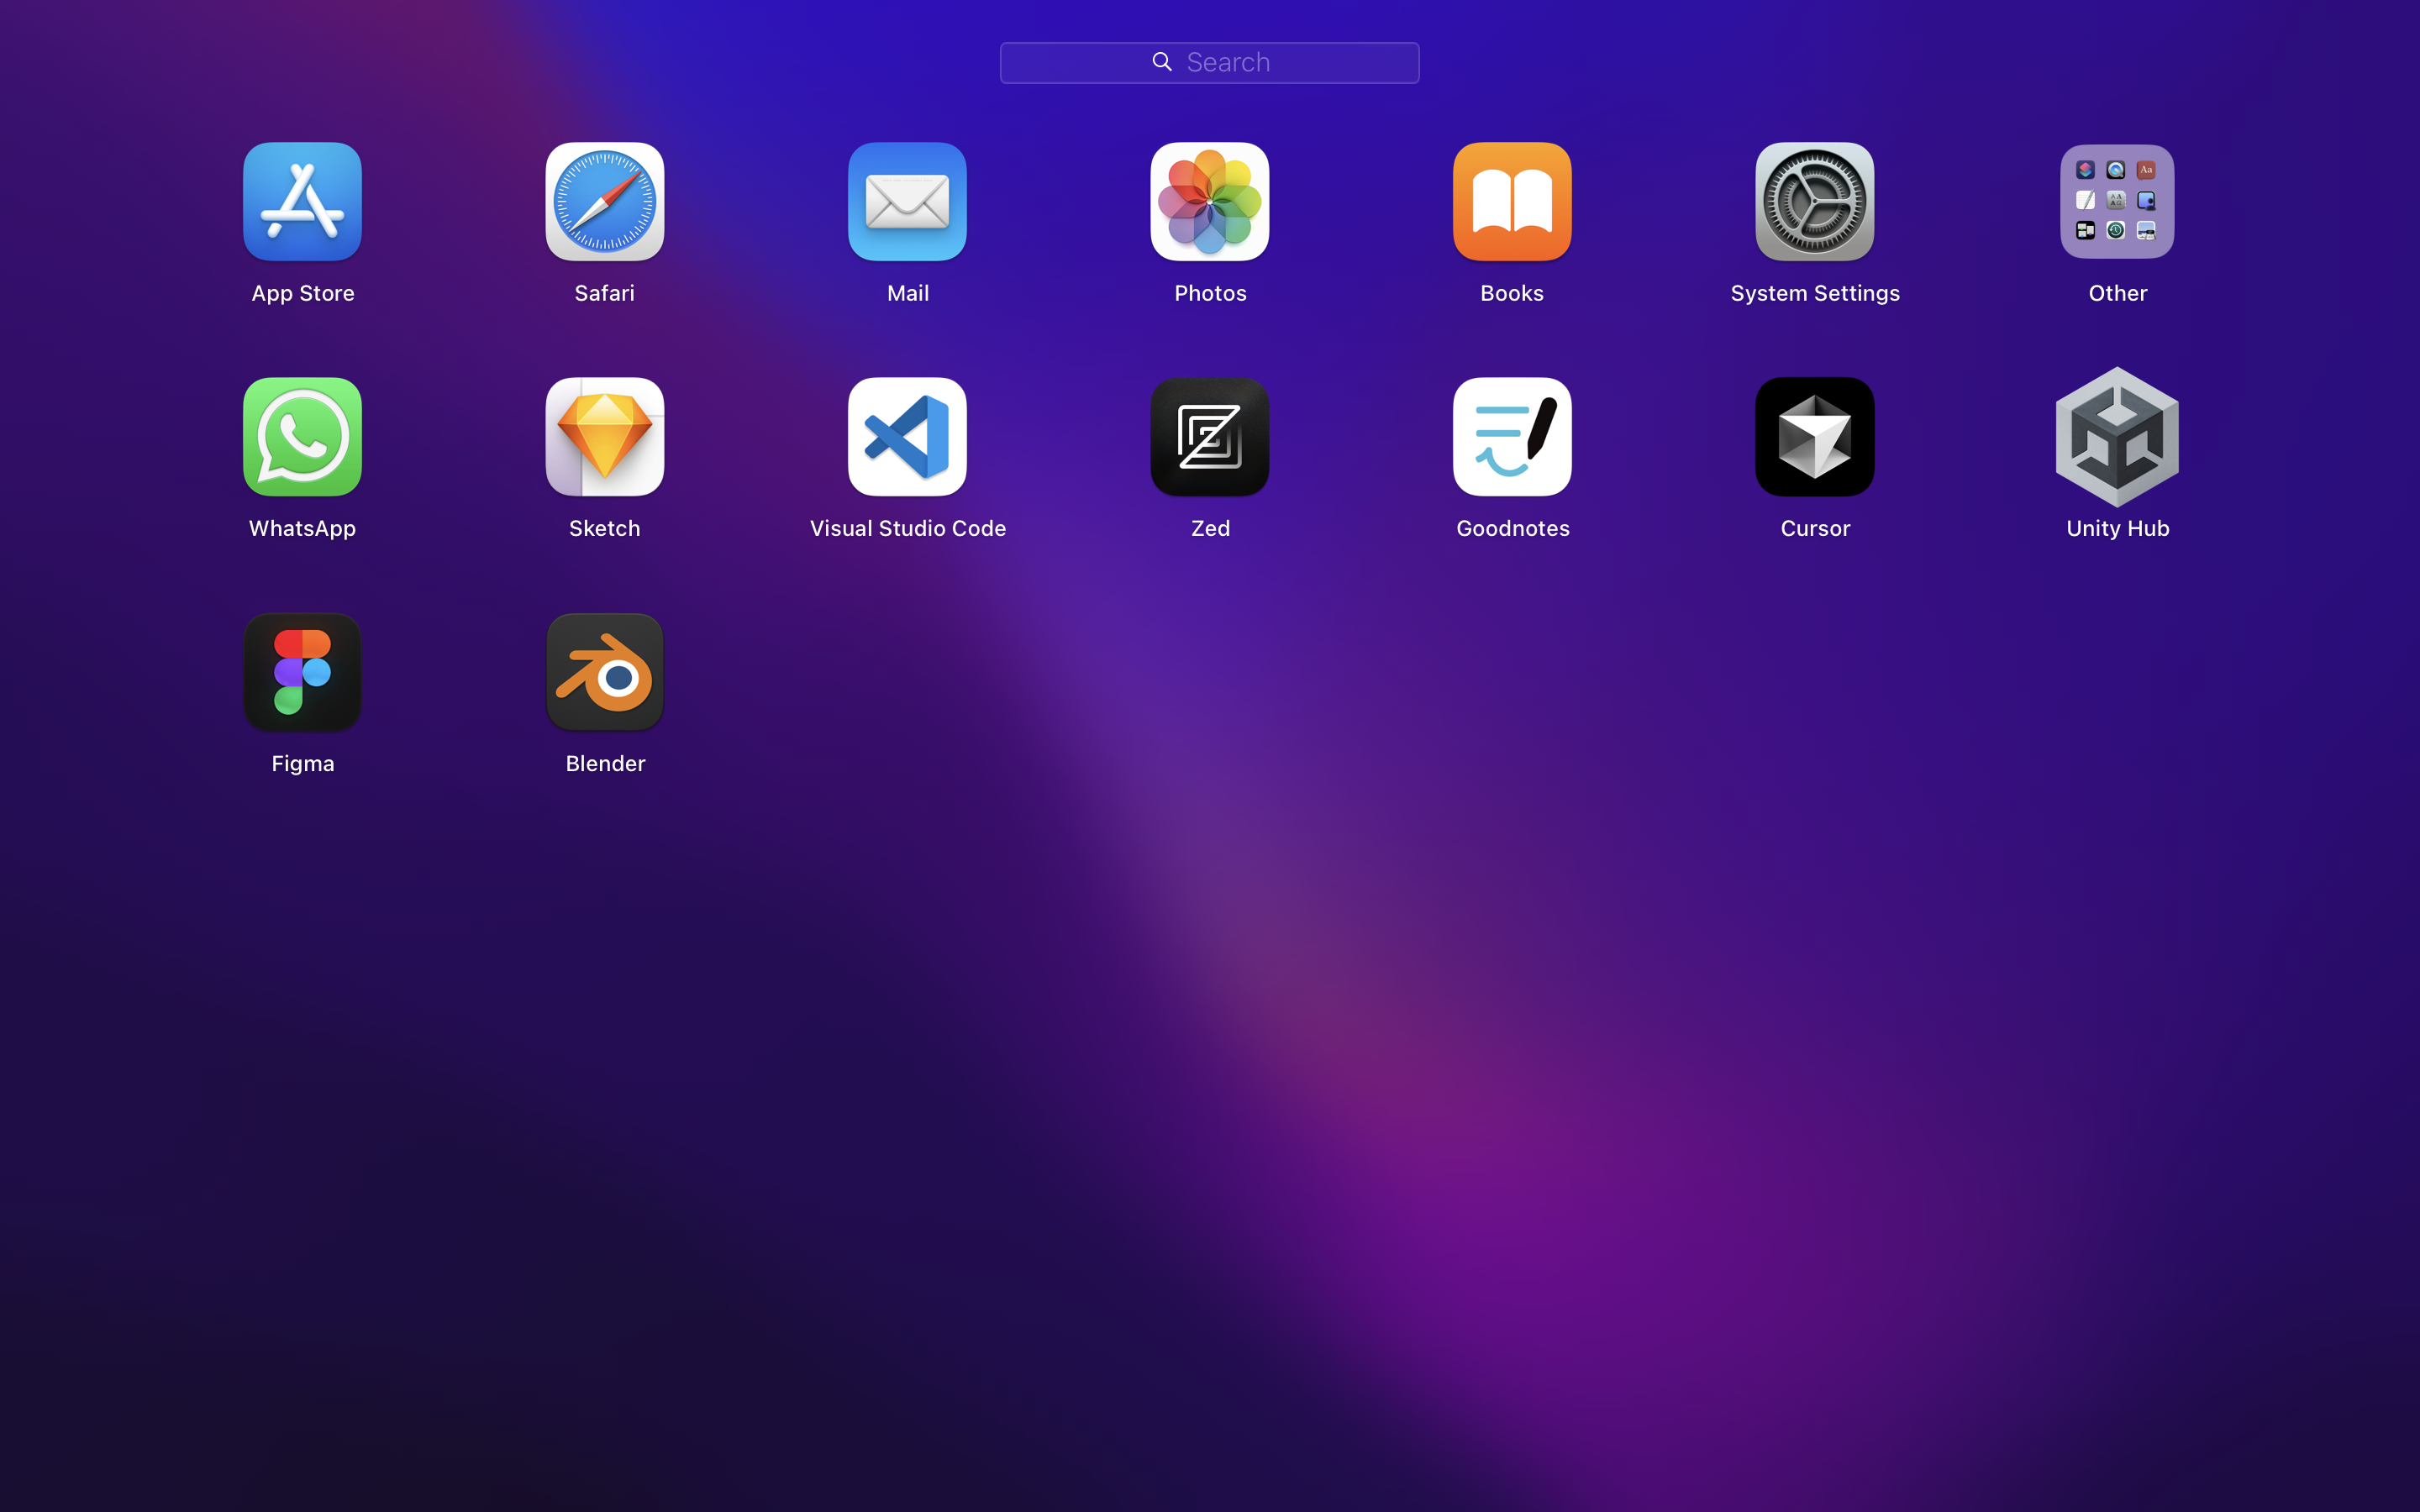 Search
App Store
Safari
Mail
Photos
Books
System Settings
Other
WhatsApp
Sketch
Visual Studio Code
Zed
Goodnotes
Cursor
Unity Hub
Figma
Blender